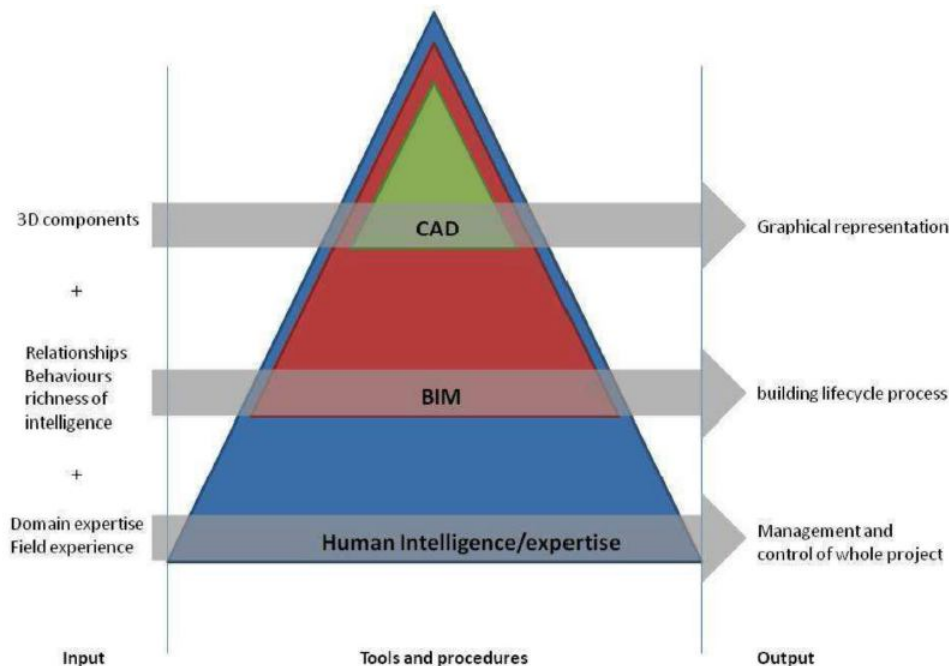 3D components
CAD
Graphical representation
+
Relationships
Behaviours
richness of
intelligence
BIM
building lifecycle process
+
Domain expertise
Field experience
Human Intelligence/expertise
Management and
control of whole project
Input
Tools and procedures
Output